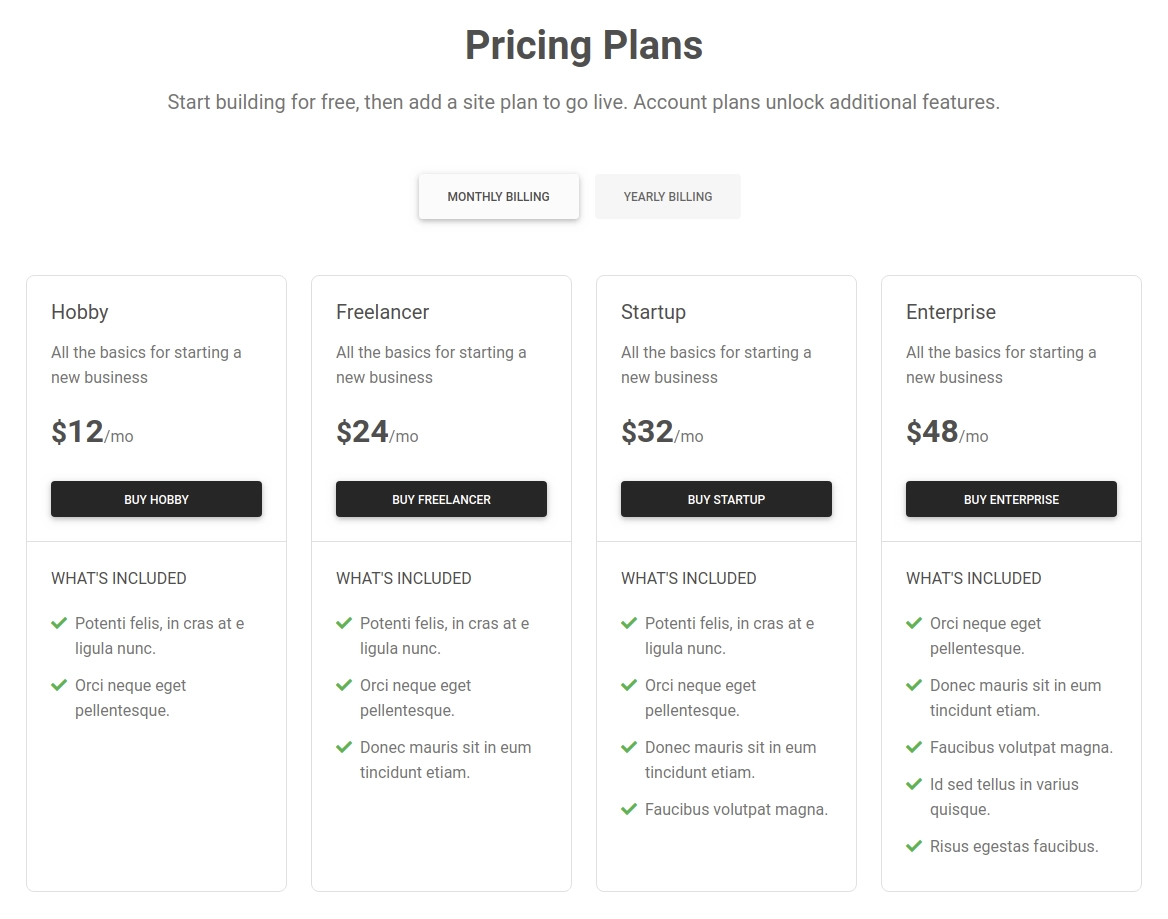 Pricing Plans
Start building for free, then add a site plan to go live. Account plans unlock additional features.
MONTHLY BILLING
YEARLY BILLING
Hobby
All the basics for starting a
new business
$12/mo
BUY HOBBY
WHAT'S INCLUDED
Potenti felis, in cras at e
ligula nunc.
Orci neque eget
pellentesque.
Freelancer
All the basics for starting a
new business
$24/mo
BUY FREELANCER
WHAT'S INCLUDED
Potenti felis, in cras at e
ligula nunc.
Orci neque eget
pellentesque.
Donec mauris sit in eum
tincidunt etiam.
Startup
All the basics for starting a
new business
$32/mo
BUY STARTUP
WHAT'S INCLUDED
Potenti felis, in cras at e
ligula nunc.
Orci neque eget
pellentesque.
Donec mauris sit in eum
tincidunt etiam.
Faucibus volutpat magna.
Enterprise
All the basics for starting a
new business
$48/mo
BUY ENTERPRISE
WHAT'S INCLUDED
Orci neque eget
pellentesque.
Donec mauris sit in eum
tincidunt etiam.
Faucibus volutpat magna.
Id sed tellus in varius
quisque.
Risus egestas faucibus.